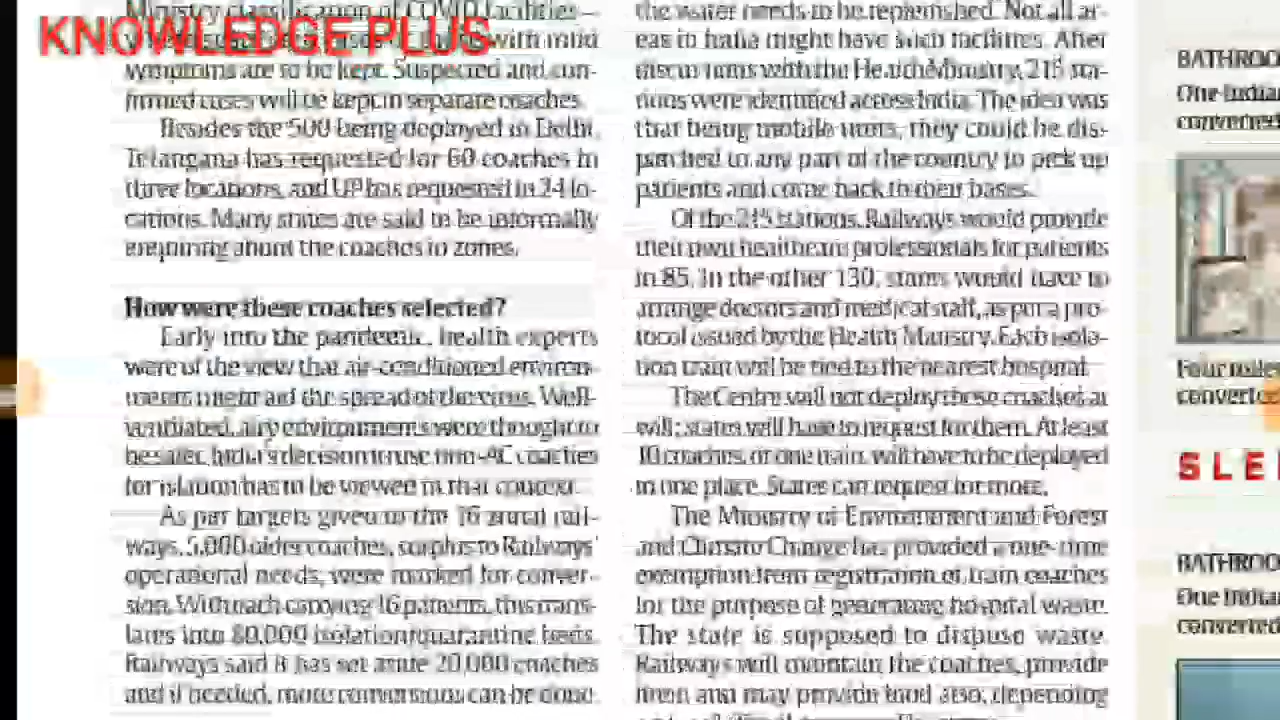 KNOWLEDGE PLUS
Ministry classification of COVID facilities —
with mild
symptoms are to be kept. Suspected and con-
firmed cases will be kept in separate coaches.
Besides the 500 being deployed in Delhi,
Telangana has requested for 60 coaches in
three locations, and UP has requested in 24 lo-
cations. Many states are said to be informally
enquiring about the coaches in zones.
How were these coaches selected?
Early into the pandemic, health experts
were of the view that air-conditioned environ-
ments might aid the spread of the virus. Well-
ventilated, airy environments were thought to
be safer. India's decision to use non-AC coaches
for isolation has to be viewed in that context.
As per targets given to the 16 zonal rail-
ways, 5,000 older coaches, surplus to Railways'
operational needs, were marked for conver-
sion. With each carrying 16 patients, this trans-
lates into 80,000 isolation/quarantine beds.
Railways said it has set aside 20,000 coaches
and if needed, more conversions can be done.
the water needs to be replenished. Not all ar-
eas in India might have such facilities. After
discussions with the Health Ministry, 215 sta-
tions were identified across India. The idea was
that being mobile units, they could be dis-
patched to any part of the country to pick up
patients and come back to their bases.
Of the 215 stations, Railways would provide
their own healthcare professionals for patients
in 85. In the other 130, states would have to
arrange doctors and medical staff, as per a pro-
tocol issued by the Health Ministry. Each isola-
tion train will be tied to the nearest hospital.
The Centre will not deploy these coaches at
will; states will have to request for them. At least
10 coaches, or one train, will have to be deployed
in one place. States can request for more.
The Ministry of Environment and Forest
and Climate Change has provided a one-time
exemption from registration of train coaches
for the purpose of generating hospital waste.
The state is supposed to dispose waste.
Railways will maintain the coaches, provide
linen and may provide food also, depending
BATHROO
One Indian
converted
Four toilet
converted
SLE
BATHROO
One Indian
converted